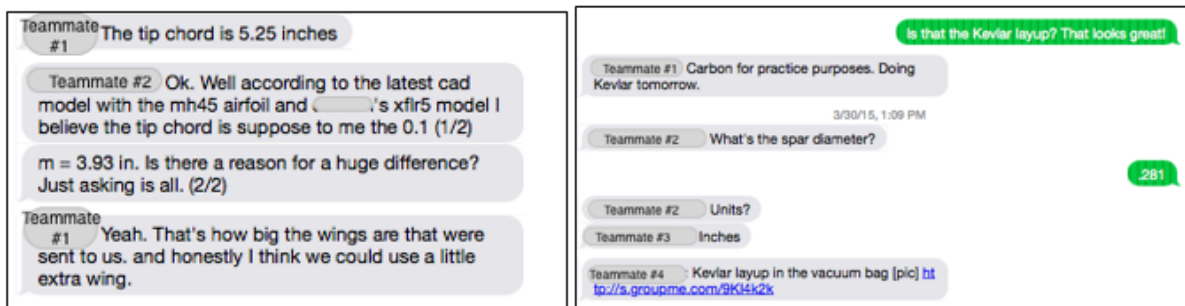 Teammate #1 The tip chord is 5.25 inches
Teammate #2 Ok. Well according to the latest cad
model with the mh45 airfoil and 's xflr5 model I
believe the tip chord is suppose to me the 0.1 (1/2)
m = 3.93 in. Is there a reason for a huge difference?
Just asking is all. (2/2)
Teammate #1 Yeah. That's how big the wings are that were
sent to us. and honestly I think we could use a little
extra wing.
Is that the Kevlar layup? That looks great!
Teammate #1 Carbon for practice purposes. Doing
Kevlar tomorrow.
3/30/15, 1:09 PM
Teammate #2 What's the spar diameter?
.281
Teammate #2 Units?
Teammate #3 Inches
Teammate #4 : Kevlar layup in the vacuum bag [pic] ht
tp://s.groupme.com/9KI4k2k